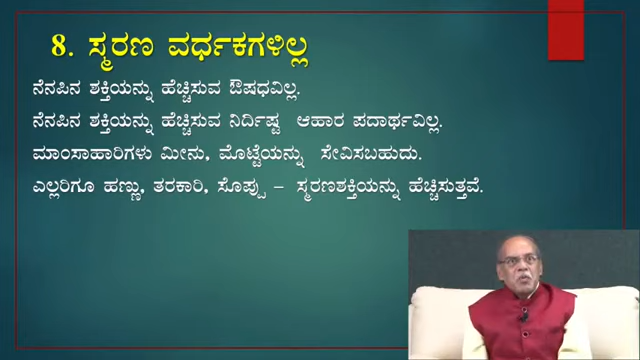 8. ಸ್ಮರಣ ವರ್ಧಕಗಳಿಲ್ಲ
ನೆನಪಿನ ಶಕ್ತಿಯನ್ನು ಹೆಚ್ಚಿಸುವ ಔಷಧವಿಲ್ಲ.
ನೆನಪಿನ ಶಕ್ತಿಯನ್ನು ಹೆಚ್ಚಿಸುವ ನಿರ್ದಿಷ್ಟ ಆಹಾರ ಪದಾರ್ಥವಿಲ್ಲ.
ಮಾಂಸಾಹಾರಿಗಳು ಮೀನು, ಮೊಟ್ಟೆಯನ್ನು ಸೇವಿಸಬಹುದು.
ಎಲ್ಲರಿಗೂ ಹಣ್ಣು, ತರಕಾರಿ, ಸೊಪ್ಪು – ಸ್ಮರಣಶಕ್ತಿಯನ್ನು ಹೆಚ್ಚಿಸುತ್ತವೆ.